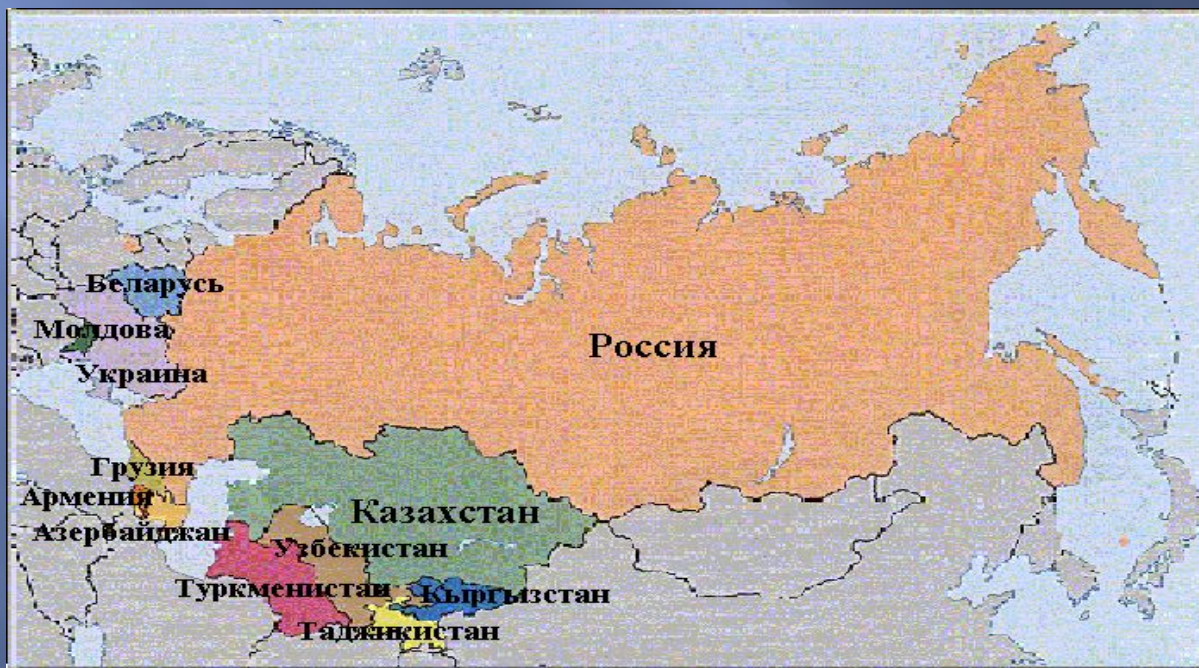 Беларусь
Молдова
Россия
Украина
Грузия
Армения
Казахстан
Азербайджан
Узбекистан
Туркменистан
Кыргызстан
Таджикистан